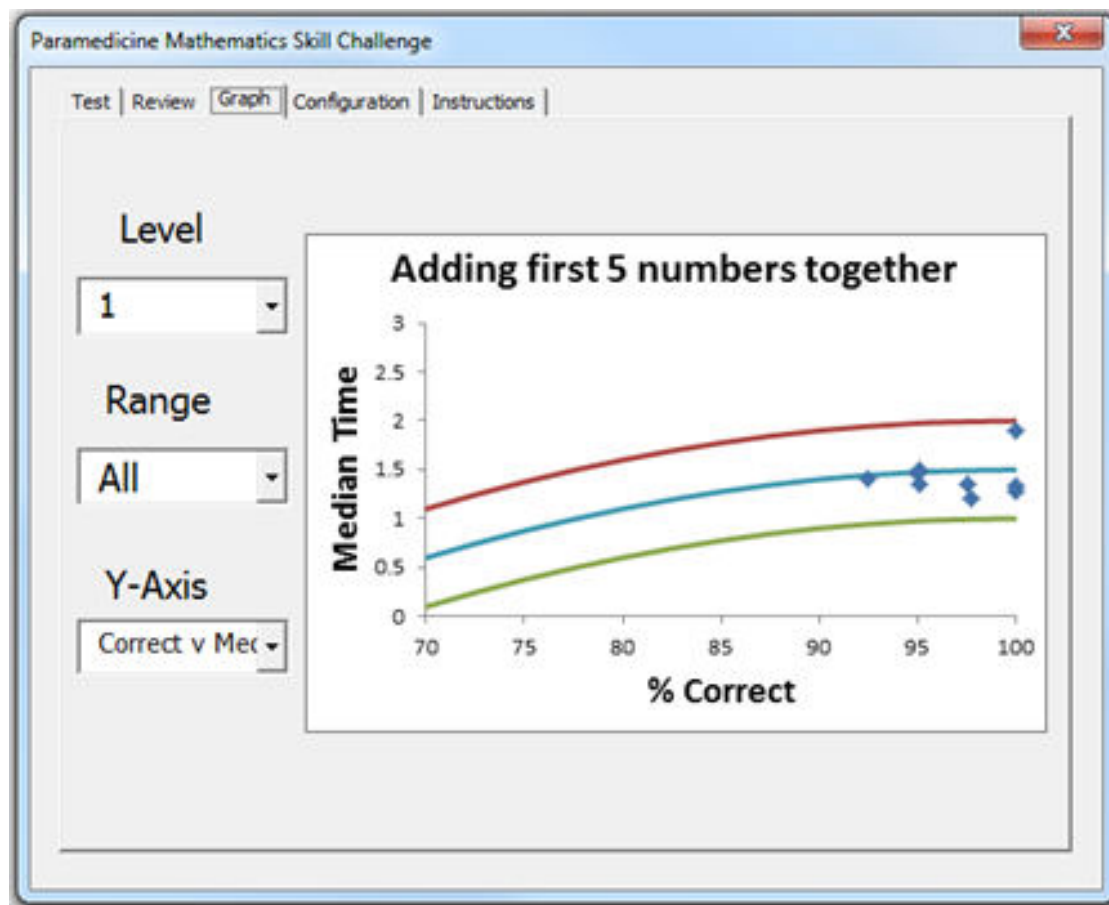 Paramedicine Mathematics Skill Challenge
Test | Review | Graph | Configuration | Instructions
Level
1
Range
All
Y-Axis
Correct v Mec
Adding first 5 numbers together
Median Time
3
2.5
2
1.5
1
0.5
0
70 75 80 85 90 95 100
% Correct